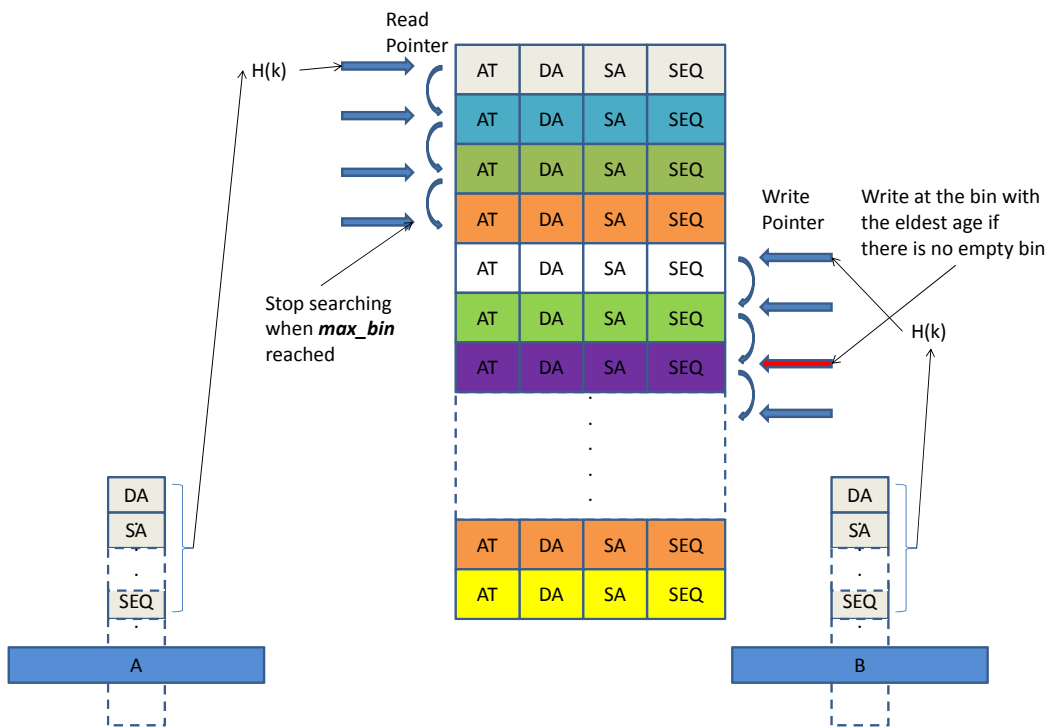 Read
Pointer
H(k)
AT DA SA SEQ
AT DA SA SEQ
AT DA SA SEQ
AT DA SA SEQ
AT DA SA SEQ
AT DA SA SEQ
AT DA SA SEQ
Write
Pointer
Write at the bin with
the eldest age if
there is no empty bin
Stop searching
when max_bin
reached
H(k)
AT DA SA SEQ
AT DA SA SEQ
DA
SA
SEQ
A
DA
SA
SEQ
B